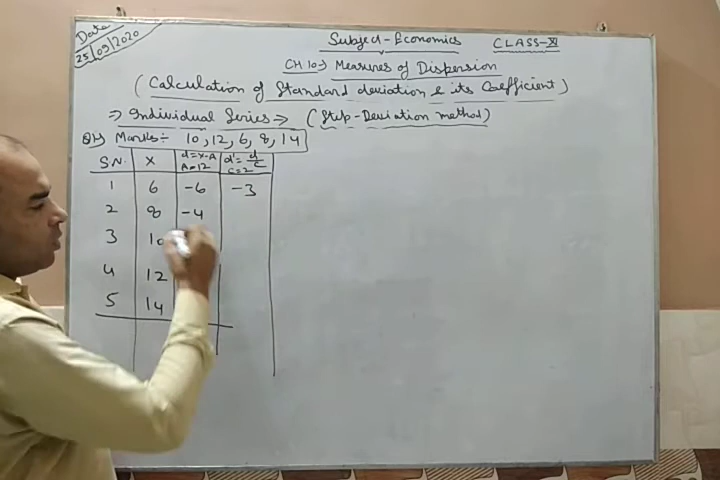 Date
25/09/2020
Subject - Economics CLASS-XI
CH 10 → Measures of Dispersion
(Calculation of Standard deviation & its Coefficient)
⇒ Individual Series ⇒ (Step-Deviation method)
Marks ÷ 10, 12, 6, 8, 14
S.N. X d=X-A A=12 d'=d/c c=2
1 6 -6 -3
2 8 -4
3 10
4 12
5 14